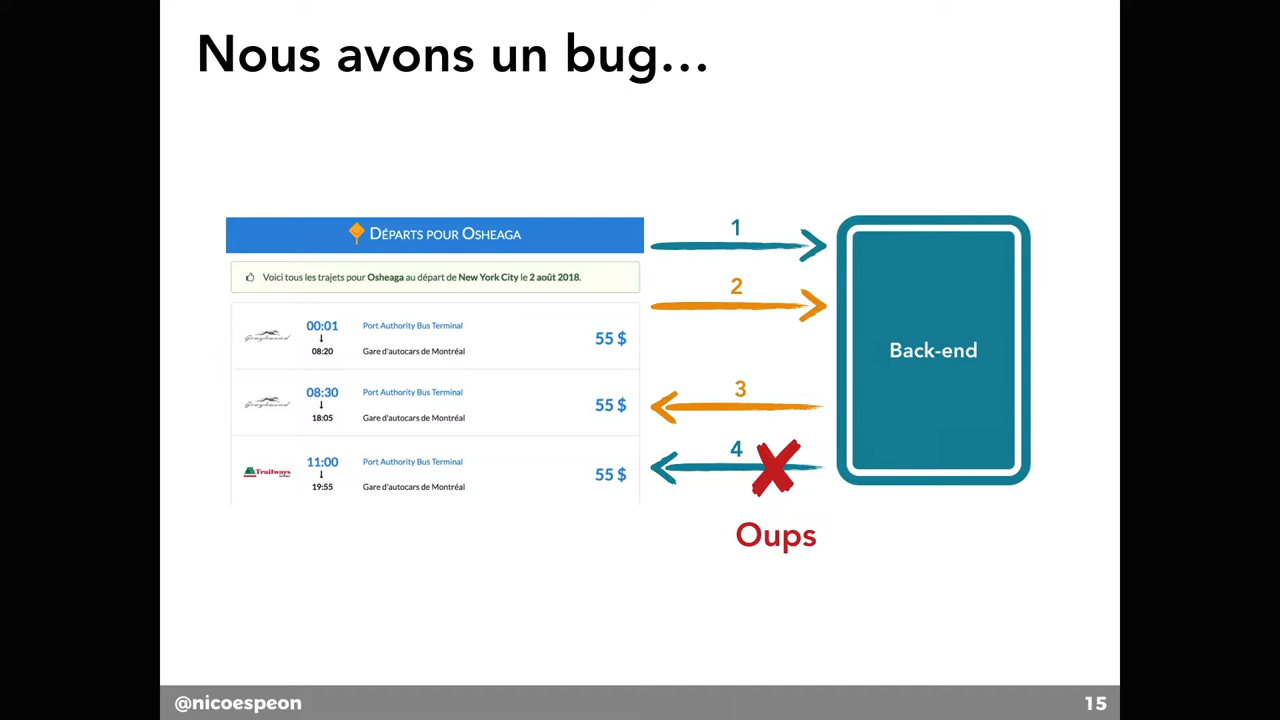 Nous avons un bug...
DÉPARTS POUR OSHEAGA
Voici tous les trajets pour Osheaga au départ de New York City le 2 août 2018.
00:01
Port Authority Bus Terminal
Greyhound
55 $
08:20
Gare d'autocars de Montréal
08:30
Port Authority Bus Terminal
Greyhound
55 $
18:05
Gare d'autocars de Montréal
11:00
Port Authority Bus Terminal
Trailways
55 $
19:55
Gare d'autocars de Montréal
1
2
3
4
Oups
Back-end
@nicoespeon
15